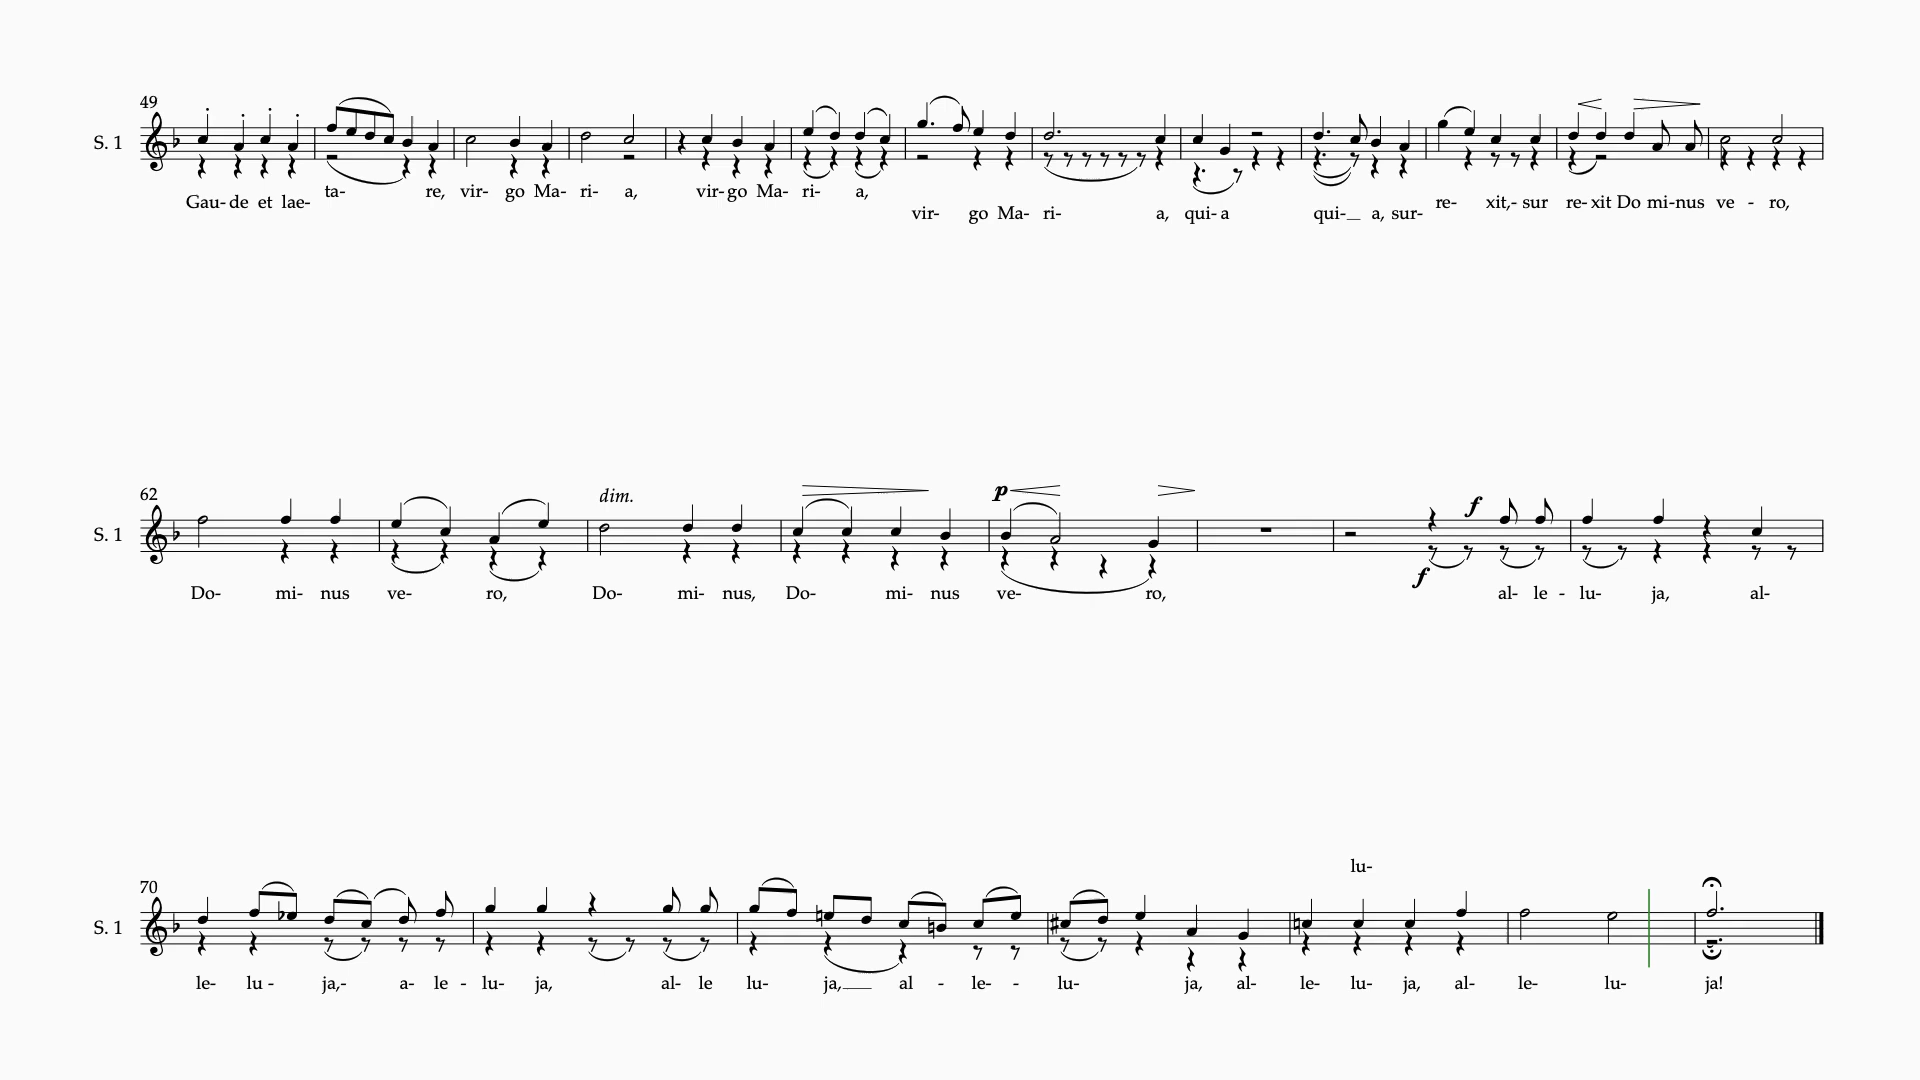 49
S. 1
Gau- de et lae- ta- re, vir- go Ma- ri- a, vir- go Ma- ri- a,
vir- go Ma- ri- a, qui- a qui-__ a, sur- re- xit,- sur re- xit Do mi- nus ve - ro,
62
dim.
p
f
S. 1
f
Do- mi- nus ve- ro, Do- mi- nus, Do- mi- nus ve- ro, al- le - lu- ja, al-
lu-
70
S. 1
le- lu - ja,- a- le - lu- ja, al- le lu- ja,__ al - le- - lu- ja, al- le- lu- ja, al- le- lu- ja!